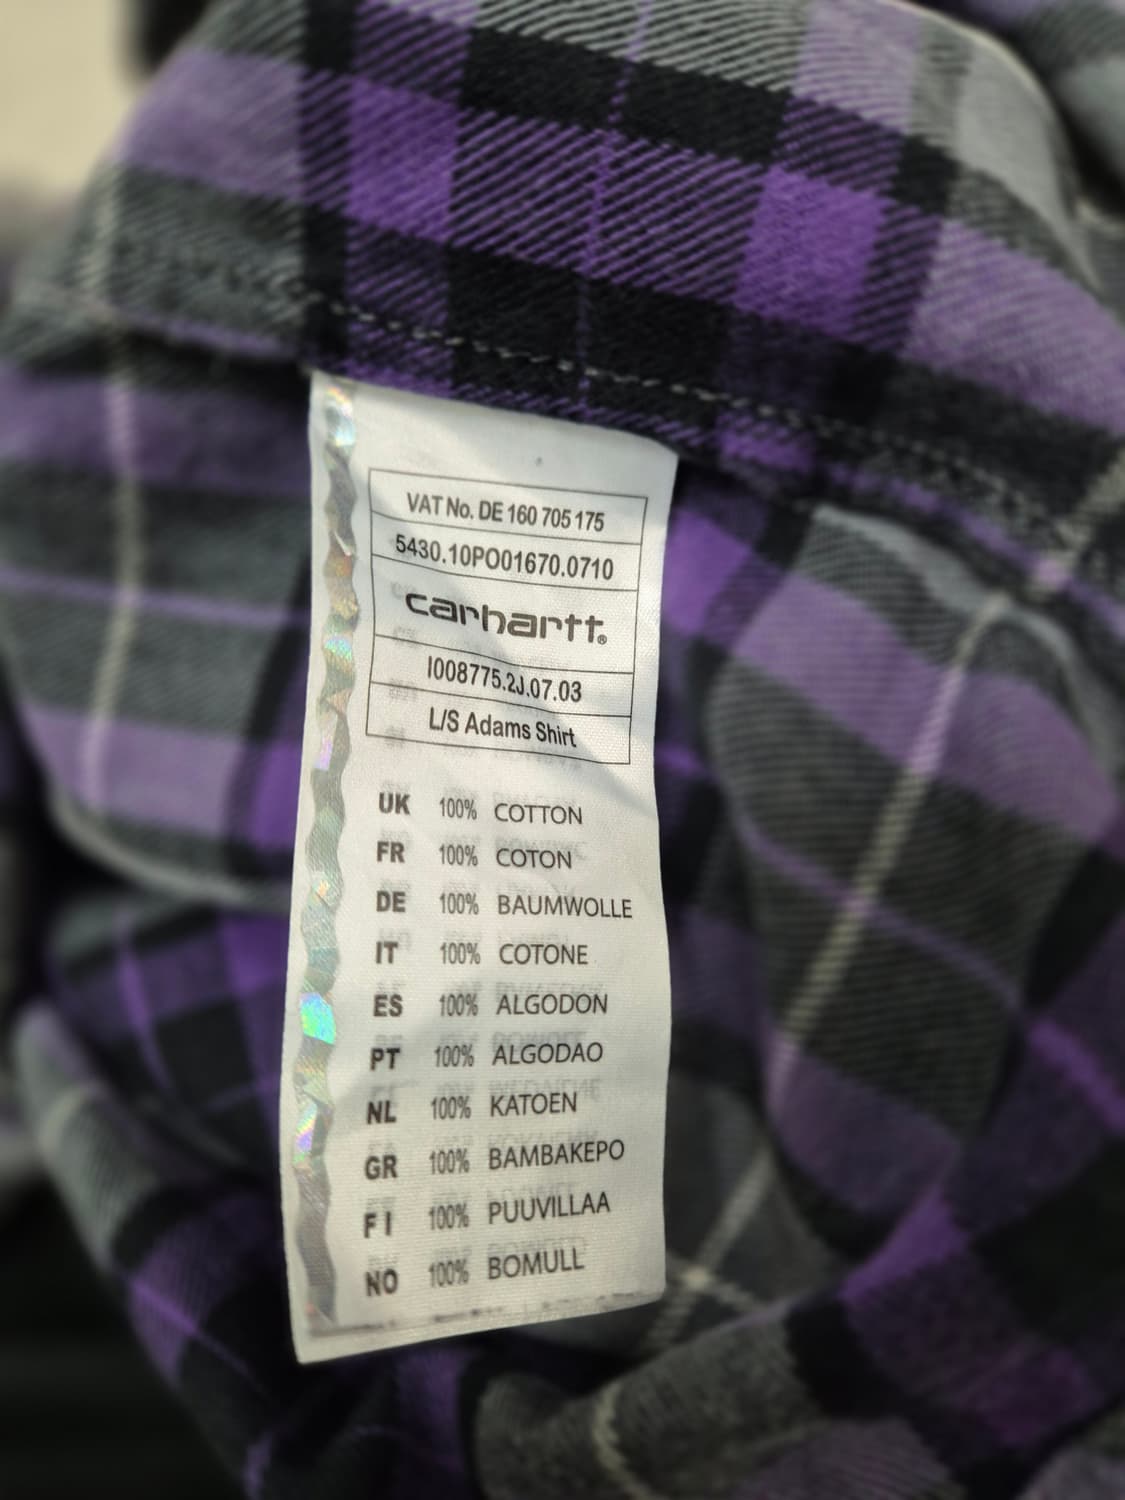 VAT No. DE 160 705 175
5430.10PO01670.0710
carhartt®
I008775.2J.07.03
L/S Adams Shirt
UK 100% COTTON
FR 100% COTON
DE 100% BAUMWOLLE
IT 100% COTONE
ES 100% ALGODON
PT 100% ALGODAO
NL 100% KATOEN
GR 100% BAMBAKEPO
FI 100% PUUVILLAA
NO 100% BOMULL